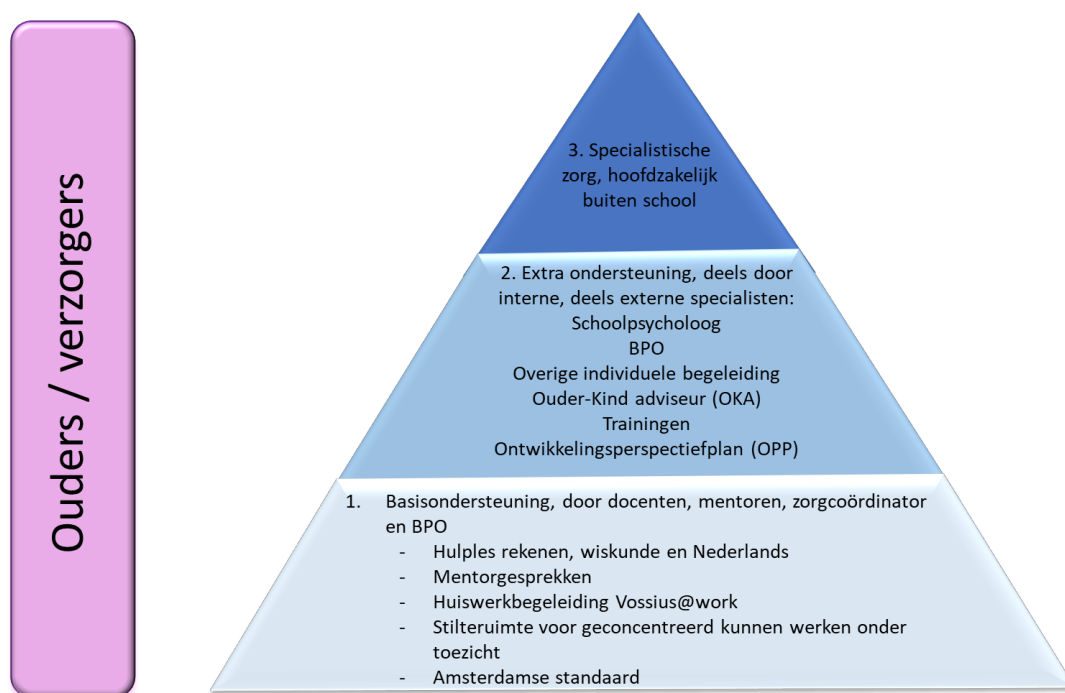 Ouders / verzorgers
3. Specialistische
zorg, hoofdzakelijk
buiten school
2. Extra ondersteuning, deels door
interne, deels externe specialisten:
Schoolpsycholoog
BPO
Overige individuele begeleiding
Ouder-Kind adviseur (OKA)
Trainingen
Ontwikkelingsperspectiefplan (OPP)
1. Basisondersteuning, door docenten, mentoren, zorgcoördinator
en BPO
- Hulples rekenen, wiskunde en Nederlands
- Mentorgesprekken
- Huiswerkbegeleiding Vossius@work
- Stilteruimte voor geconcentreerd kunnen werken onder
toezicht
- Amsterdamse standaard